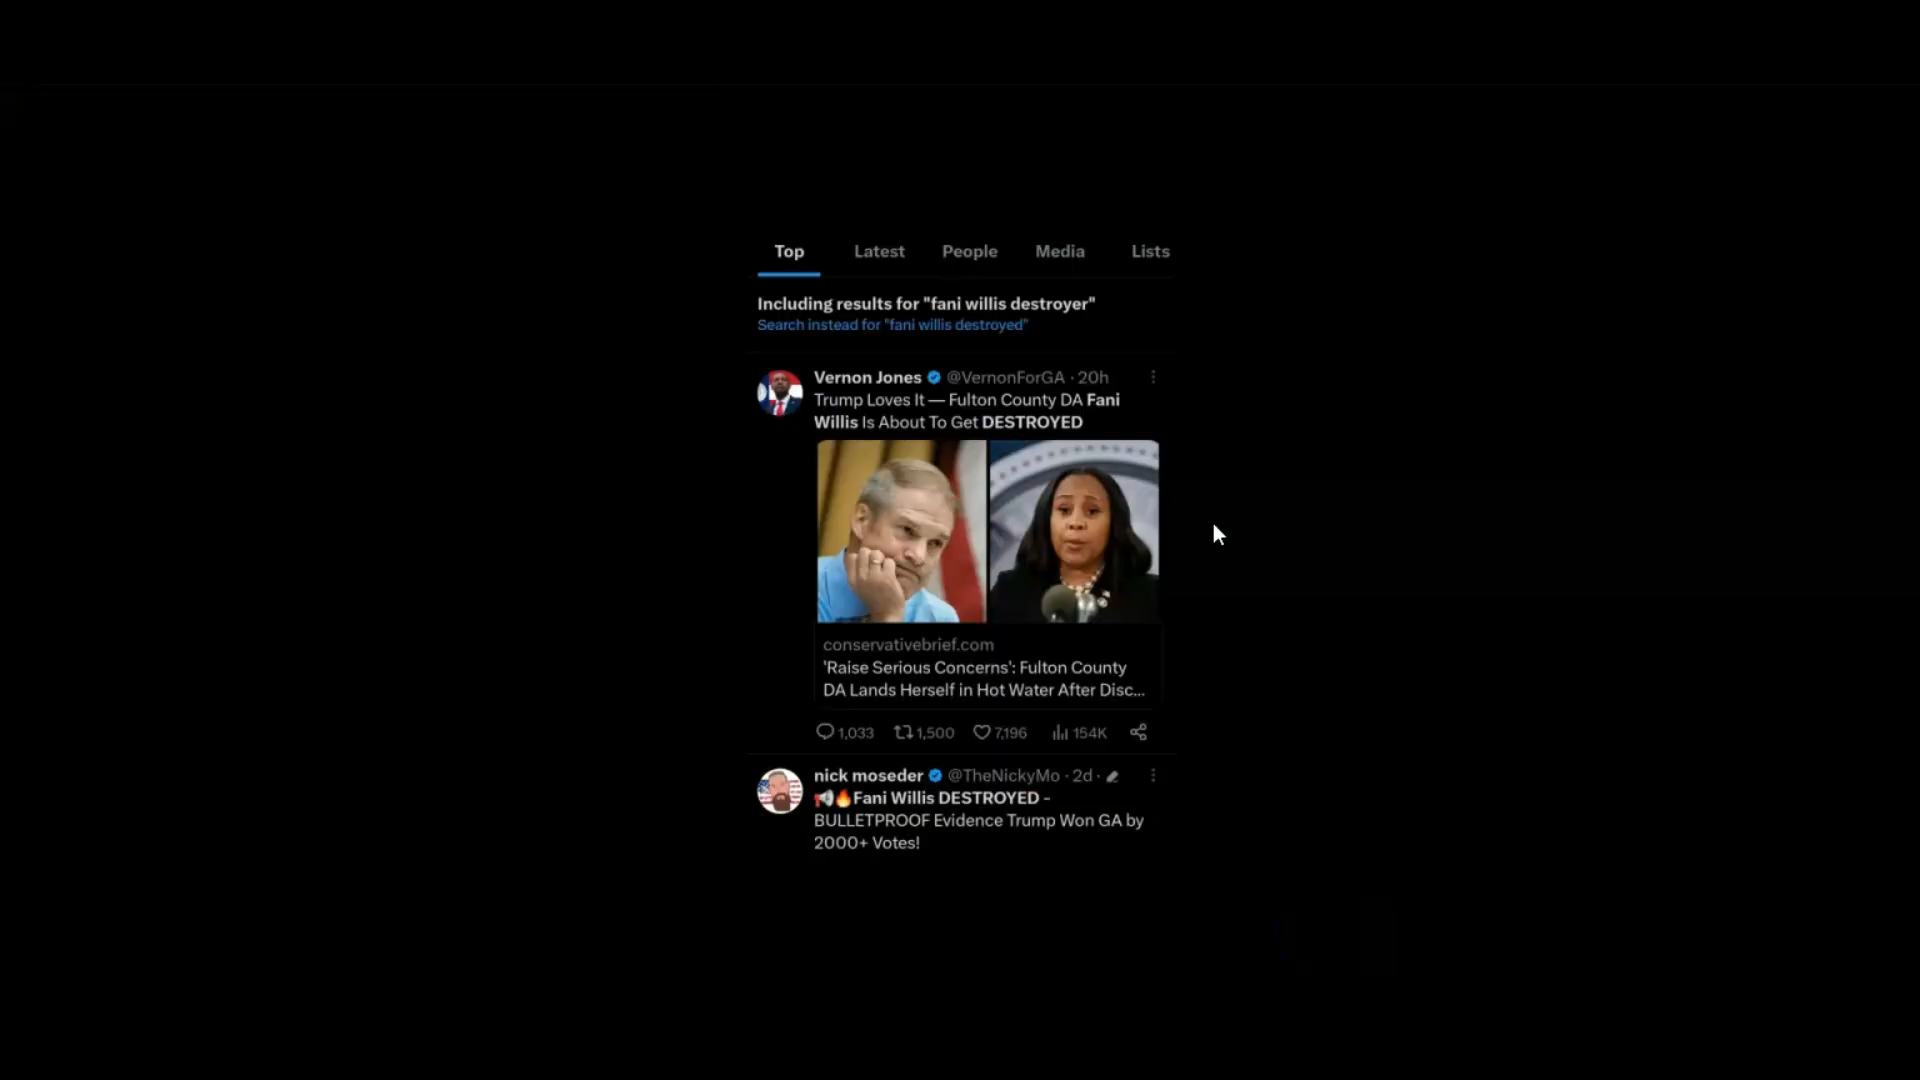 Top Latest People Media Lists
Including results for "fani willis destroyer"
Search instead for "fani willis destroyed"
Vernon Jones @VernonForGA · 20h
Trump Loves It — Fulton County DA Fani
Willis Is About To Get DESTROYED
conservativebrief.com
'Raise Serious Concerns': Fulton County
DA Lands Herself in Hot Water After Disc...
1,033 1,500 7,196 154K
nick moseder @TheNickyMo · 2d ·
📢🔥Fani Willis DESTROYED -
BULLETPROOF Evidence Trump Won GA by
2000+ Votes!